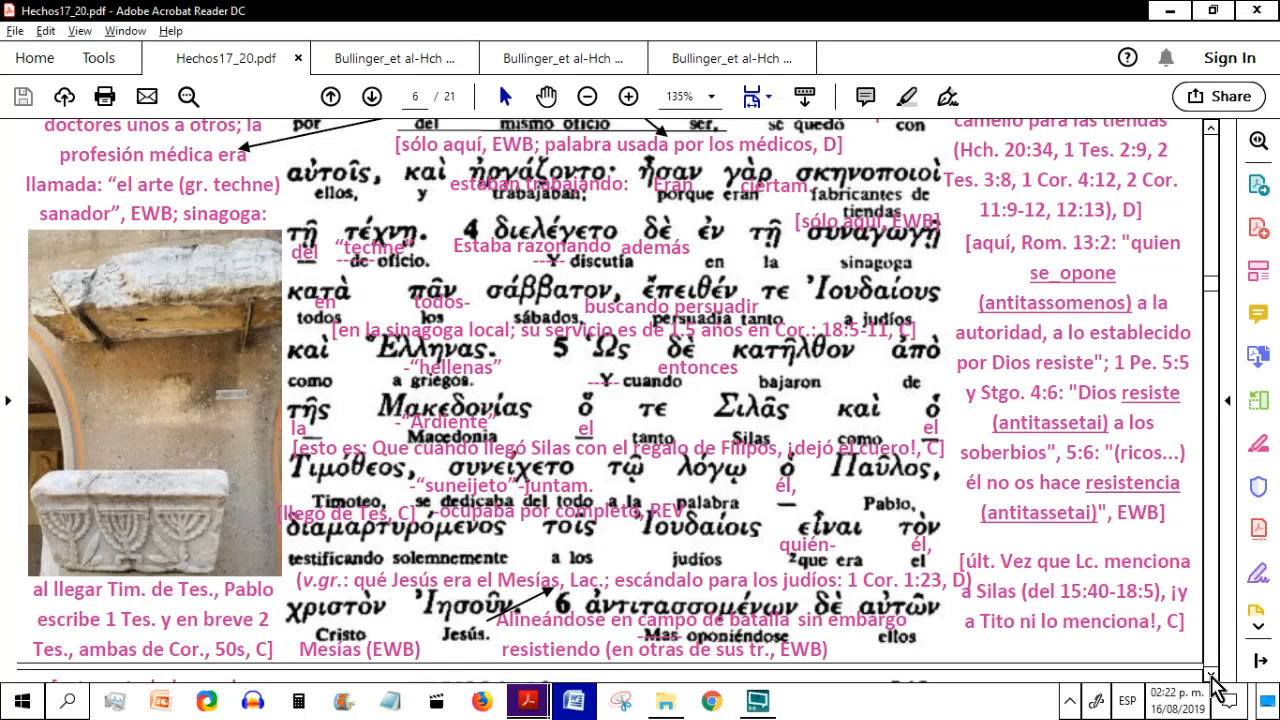 Hechos17_20.pdf - Adobe Acrobat Reader DC
File Edit View Window Help
Home Tools Hechos17_20.pdf × Bullinger_et al-Hch ... Bullinger_et al-Hch ... Bullinger_et al-Hch ... Sign In
6 / 21 135% Share
doctores unos a otros; la
profesión médica era
llamada: “el arte (gr. techne)
sanador”, EWB; sinagoga:
al llegar Tim. de Tes., Pablo
escribe 1 Tes. y en breve 2
Tes., ambas de Cor., 50s, C]
por del mismo oficio ser, se quedó con
[sólo aquí, EWB; palabra usada por los médicos, D]
αὐτοῖς, καὶ ἠργάζοντο· ἦσαν γὰρ σκηνοποιοὶ
estaban trabajando: Eran ciertam.
ellos, y trabajaban; porque eran fabricantes de
tiendas
[sólo aquí, EWB]
τῇ τέχνῃ. 4 διελέγετο δὲ ἐν τῇ συναγωγῇ
del “techne” Estaba razonando además
— de oficio. Y discutía en la sinagoga
κατὰ πᾶν σάββατον, ἔπειθέν τε Ἰουδαίους
en todos- buscando persuadir
todos los sábados, persuadía tanto a judíos,
[en la sinagoga local; su servicio es de 1.5 años en Cor.: 18:5-11, C]
καὶ Ἕλληνας. 5 Ὡς δὲ κατῆλθον ἀπὸ
-“hellenas” entonces
como a griegos. Y cuando bajaron de
τῆς Μακεδονίας ὅ τε Σιλᾶς καὶ ὁ
la -“Ardiente” el el
— Macedonia — tanto Silas como —
[esto es: Que cuando llegó Silas con el regalo de Filipos, ¡dejó el cuero!, C]
Τιμόθεος, συνείχετο τῷ λόγῳ ὁ Παῦλος,
-“suneijeto”-juntam. él,
Timoteo, se dedicaba del todo a la palabra — Pablo,
[llegó de Tes, C] -ocupaba por completo, REV
διαμαρτυρόμενος τοῖς Ἰουδαίοις εἶναι τὸν
quién- él,
testificando solemnemente a los judíos 2que era el
(v.gr.: qué Jesús era el Mesías, Lac.; escándalo para los judíos: 1 Cor. 1:23, D)
χριστὸν Ἰησοῦν. 6 ἀντιτασσομένων δὲ αὐτῶν
Alineándose en campo de batalla sin embargo
Cristo Jesús. Mas oponiéndose ellos
Mesías (EWB) resistiendo (en otras de sus tr., EWB)
camello para las tiendas
(Hch. 20:34, 1 Tes. 2:9, 2
Tes. 3:8, 1 Cor. 4:12, 2 Cor.
11:9-12, 12:13), D]
[aquí, Rom. 13:2: "quien
se_opone
(antitassomenos) a la
autoridad, a lo establecido
por Dios resiste"; 1 Pe. 5:5
y Stgo. 4:6: "Dios resiste
(antitassetai) a los
soberbios", 5:6: "(ricos...)
él no os hace resistencia
(antitassetai)", EWB]
[últ. Vez que Lc. menciona
a Silas (del 15:40-18:5), ¡y
a Tito ni lo menciona!, C]
ESP
02:22 p. m.
16/08/2019